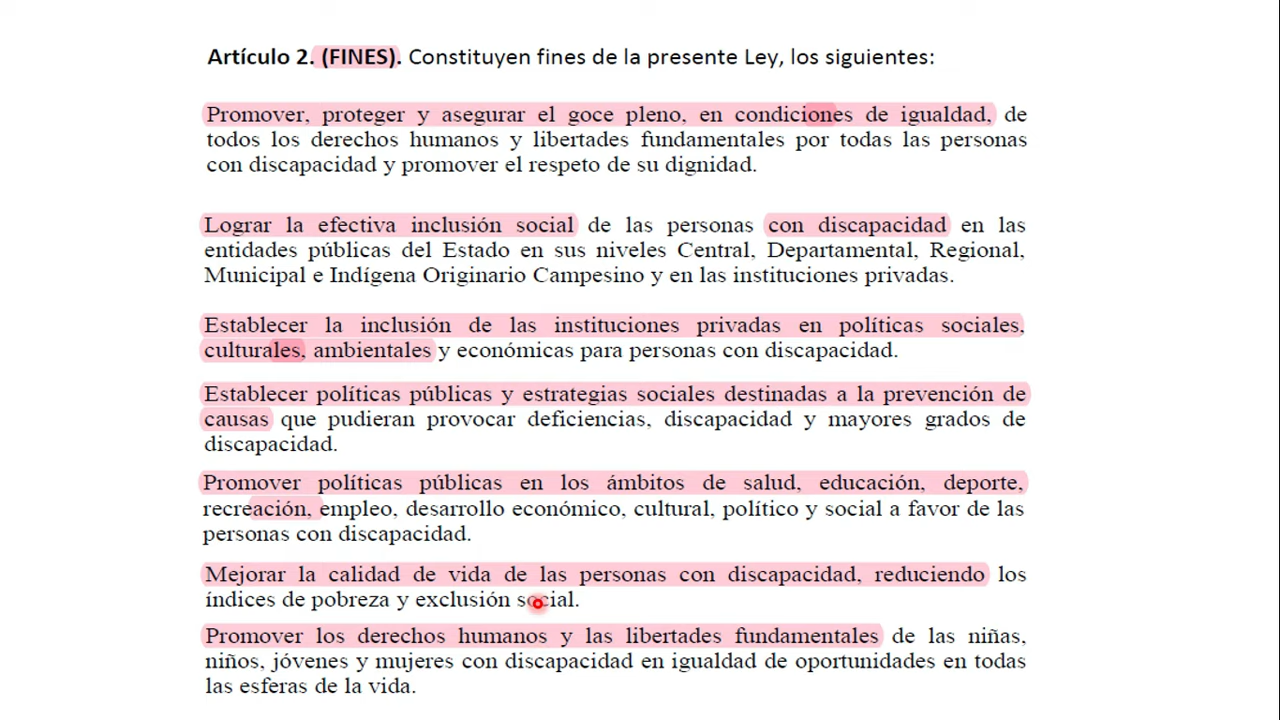 Artículo 2. (FINES). Constituyen fines de la presente Ley, los siguientes:
Promover, proteger y asegurar el goce pleno, en condiciones de igualdad, de
todos los derechos humanos y libertades fundamentales por todas las personas
con discapacidad y promover el respeto de su dignidad.
Lograr la efectiva inclusión social de las personas con discapacidad en las
entidades públicas del Estado en sus niveles Central, Departamental, Regional,
Municipal e Indígena Originario Campesino y en las instituciones privadas.
Establecer la inclusión de las instituciones privadas en políticas sociales,
culturales, ambientales y económicas para personas con discapacidad.
Establecer políticas públicas y estrategias sociales destinadas a la prevención de
causas que pudieran provocar deficiencias, discapacidad y mayores grados de
discapacidad.
Promover políticas públicas en los ámbitos de salud, educación, deporte,
recreación, empleo, desarrollo económico, cultural, político y social a favor de las
personas con discapacidad.
Mejorar la calidad de vida de las personas con discapacidad, reduciendo los
índices de pobreza y exclusión social.
Promover los derechos humanos y las libertades fundamentales de las niñas,
niños, jóvenes y mujeres con discapacidad en igualdad de oportunidades en todas
las esferas de la vida.